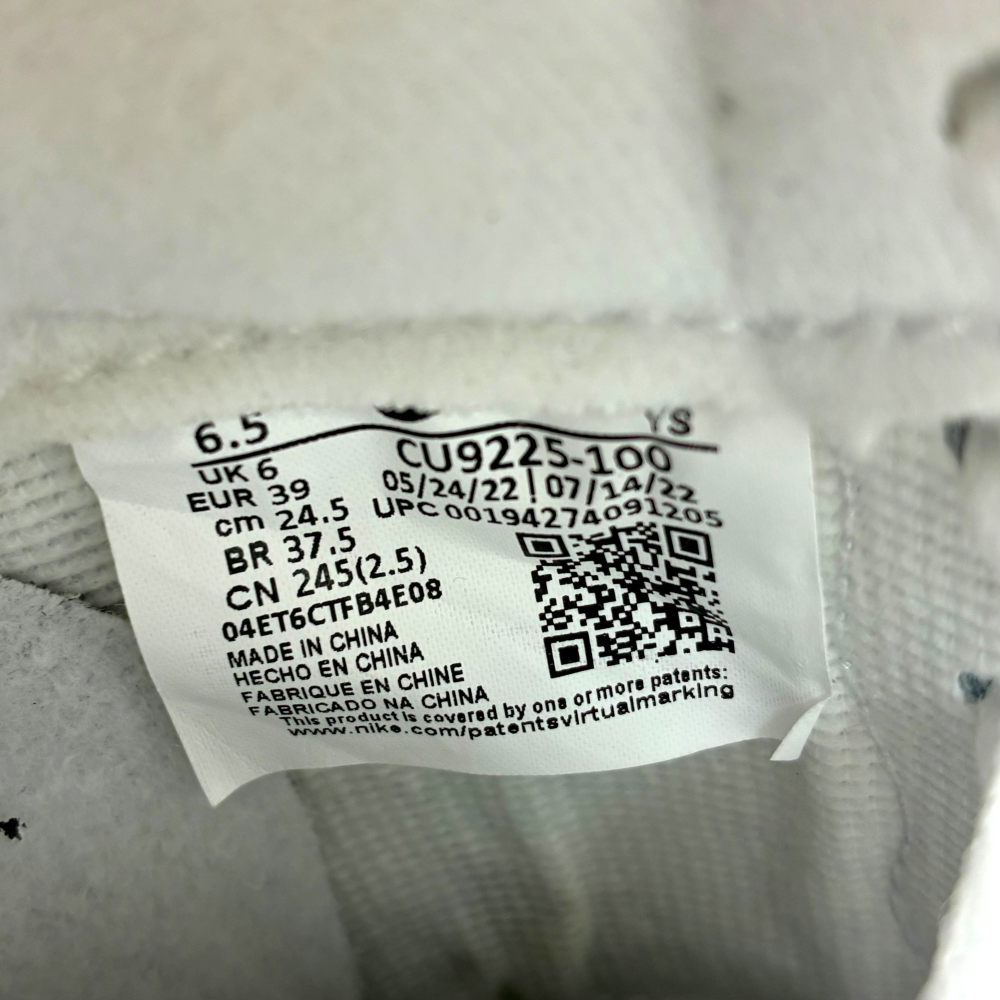 6.5 YS
UK 6 CU9225-100
EUR 39 05/24/22 | 07/14/22
cm 24.5 UPC 00194274091205
BR 37.5
CN 245(2.5)
04ET6CTFB4E08
MADE IN CHINA
HECHO EN CHINA
FABRIQUE EN CHINE
FABRICADO NA CHINA
This product is covered by one or more patents:
www.nike.com/patentsvirtualmarking